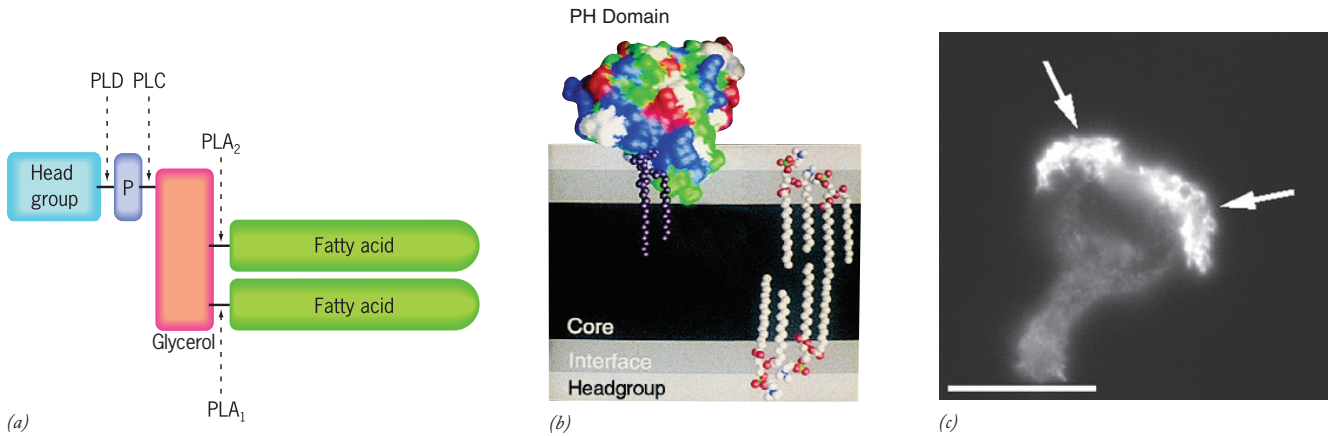 PH Domain
PLD PLC
PLA2
Head
group
P
Fatty acid
Fatty acid
Glycerol
PLA1
Core
Interface
Headgroup
(a)
(b)
(c)